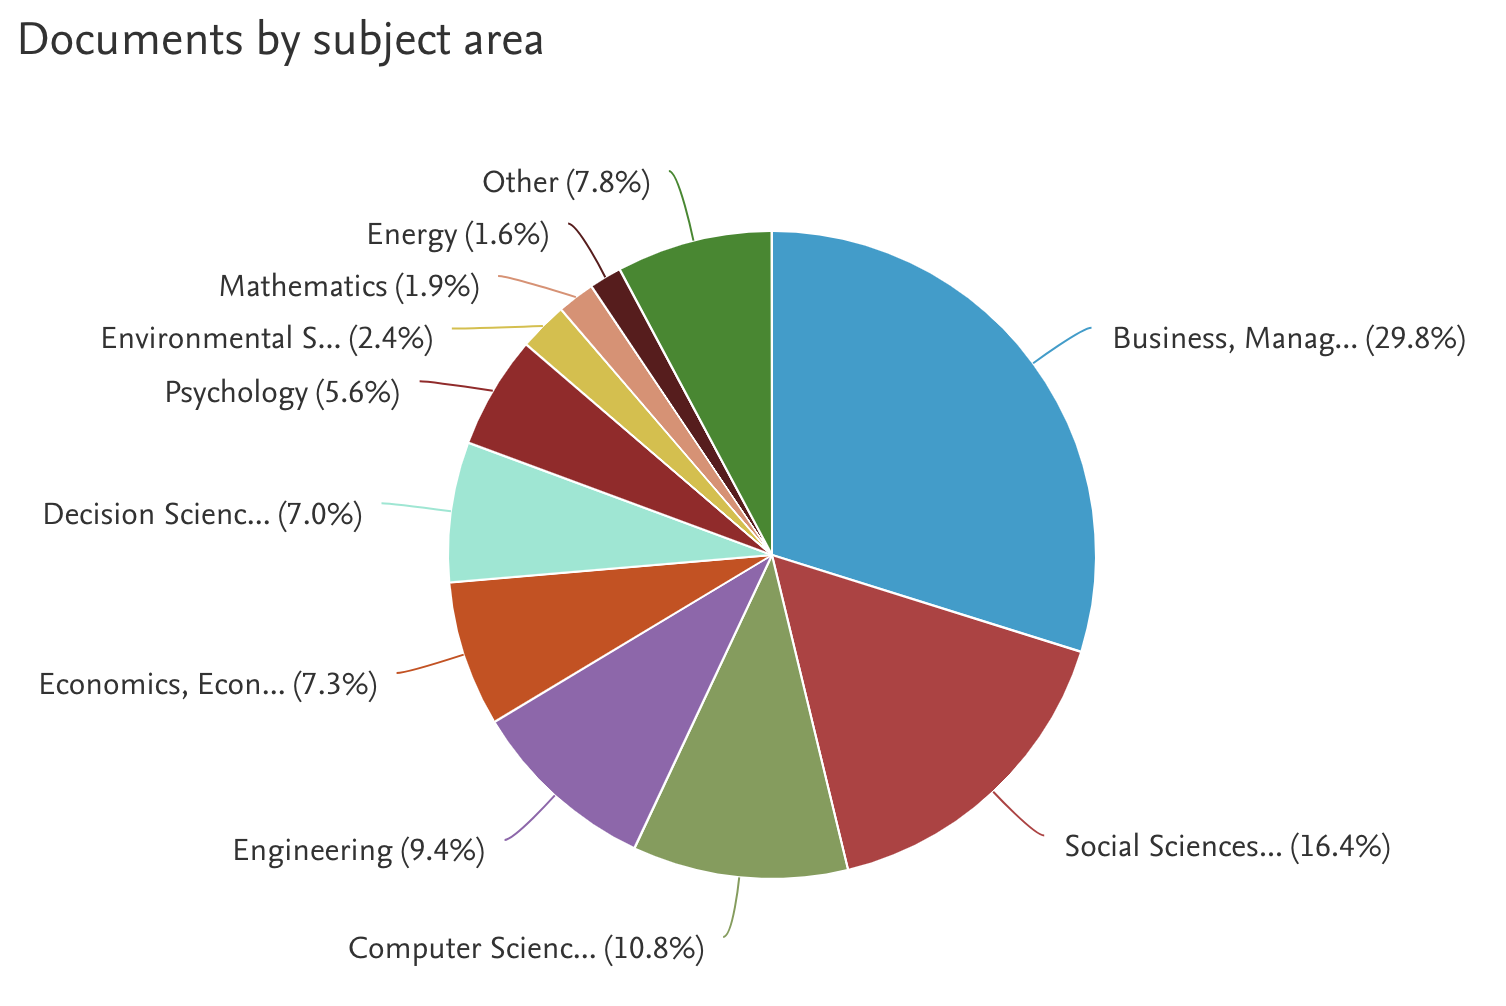 Documents by subject area
Other (7.8%)
Energy (1.6%)
Mathematics (1.9%)
Environmental S... (2.4%)
Psychology (5.6%)
Decision Scienc... (7.0%)
Economics, Econ... (7.3%)
Engineering (9.4%)
Computer Scienc... (10.8%)
Business, Manag... (29.8%)
Social Sciences... (16.4%)